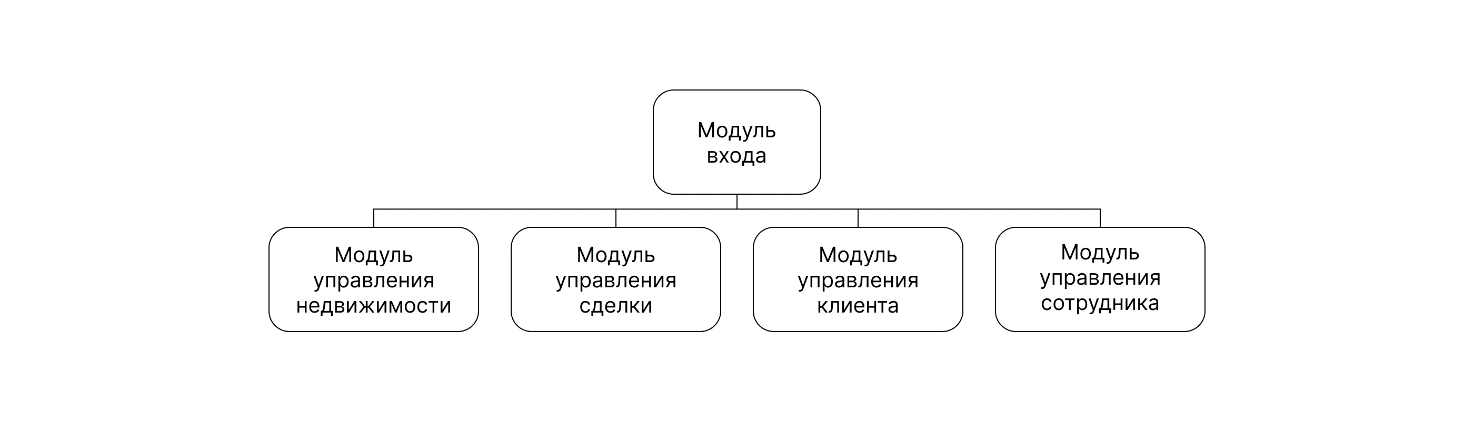 Модуль
входа
Модуль
управления
недвижимости
Модуль
управления
сделки
Модуль
управления
клиента
Модуль
управления
сотрудника